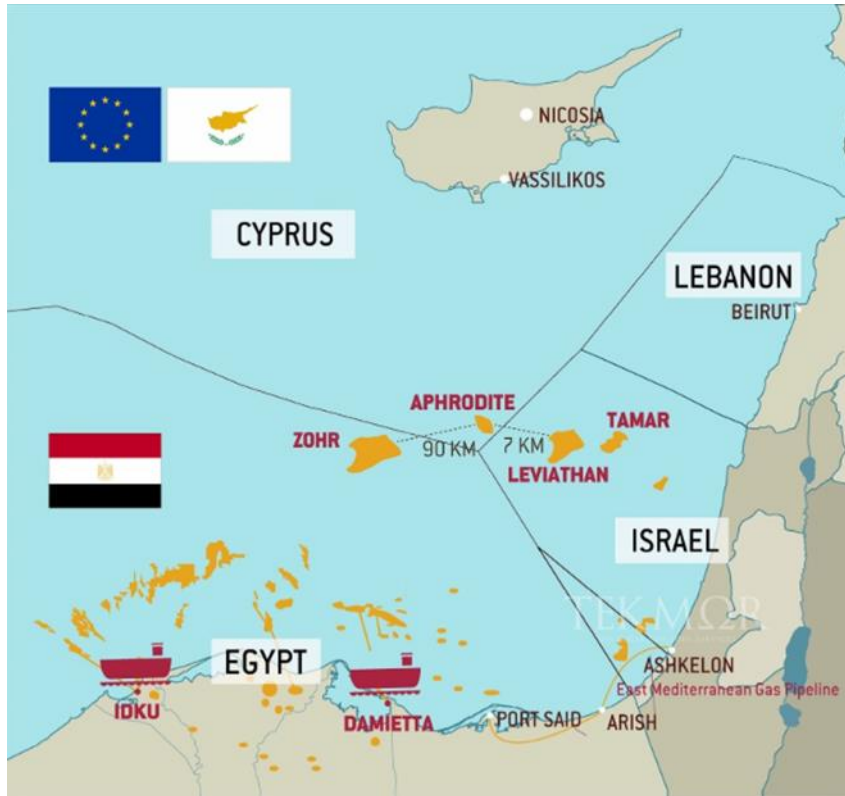 NICOSIA
VASSILIKOS
CYPRUS
LEBANON
BEIRUT
APHRODITE
TAMAR
ZOHR
90 KM
7 KM
LEVIATHAN
ISRAEL
TEKMΩR
EGYPT
ASHKELON
East Mediterranean Gas Pipeline
IDKU
DAMIETTA
PORT SAID
ARISH